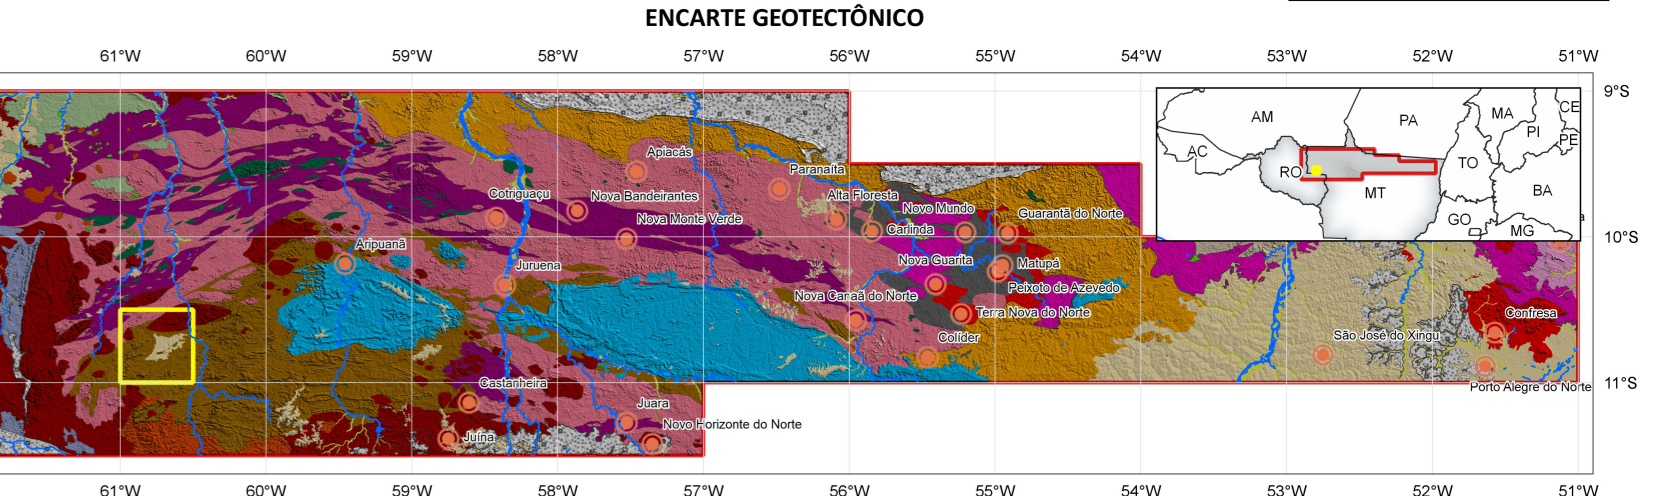 ENCARTE GEOTECTÔNICO
61°W 60°W 59°W 58°W 57°W 56°W 55°W 54°W 53°W 52°W 51°W
9°S
AM PA MA CE
PI
PE
AC RO TO
MT BA
GO
MG
a
Apiacás
Paranaíta
Cotriguaçu Nova Bandeirantes Alta Floresta
Nova Monte Verde Novo Mundo Guarantã do Norte
Carlinda
10°S
Aripuanã
Juruena Nova Guarita Matupá
Nova Canaã do Norte Peixoto de Azevedo
Terra Nova do Norte Confresa
Colíder São José do Xingu
11°S
Castanheira Porto Alegre do Norte
Juara
Novo Horizonte do Norte
Juína
61°W 60°W 59°W 58°W 57°W 56°W 55°W 54°W 53°W 52°W 51°W